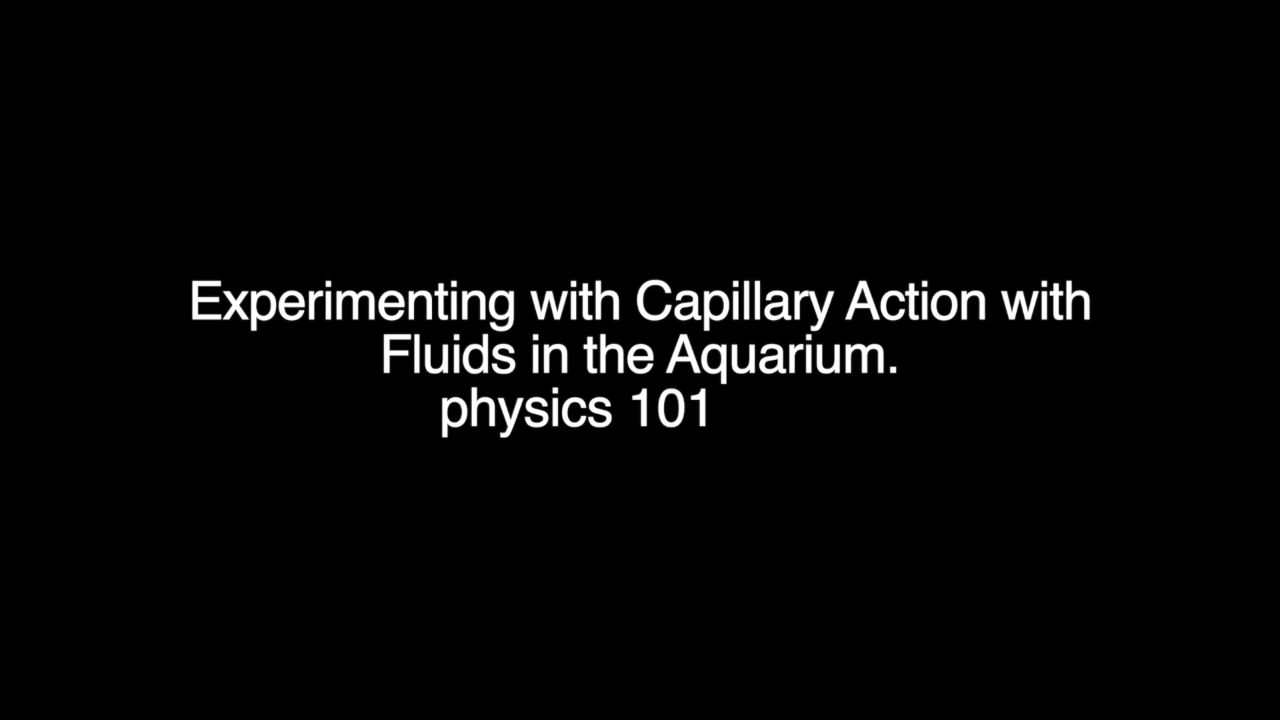 Experimenting with Capillary Action with
Fluids in the Aquarium.
physics 101